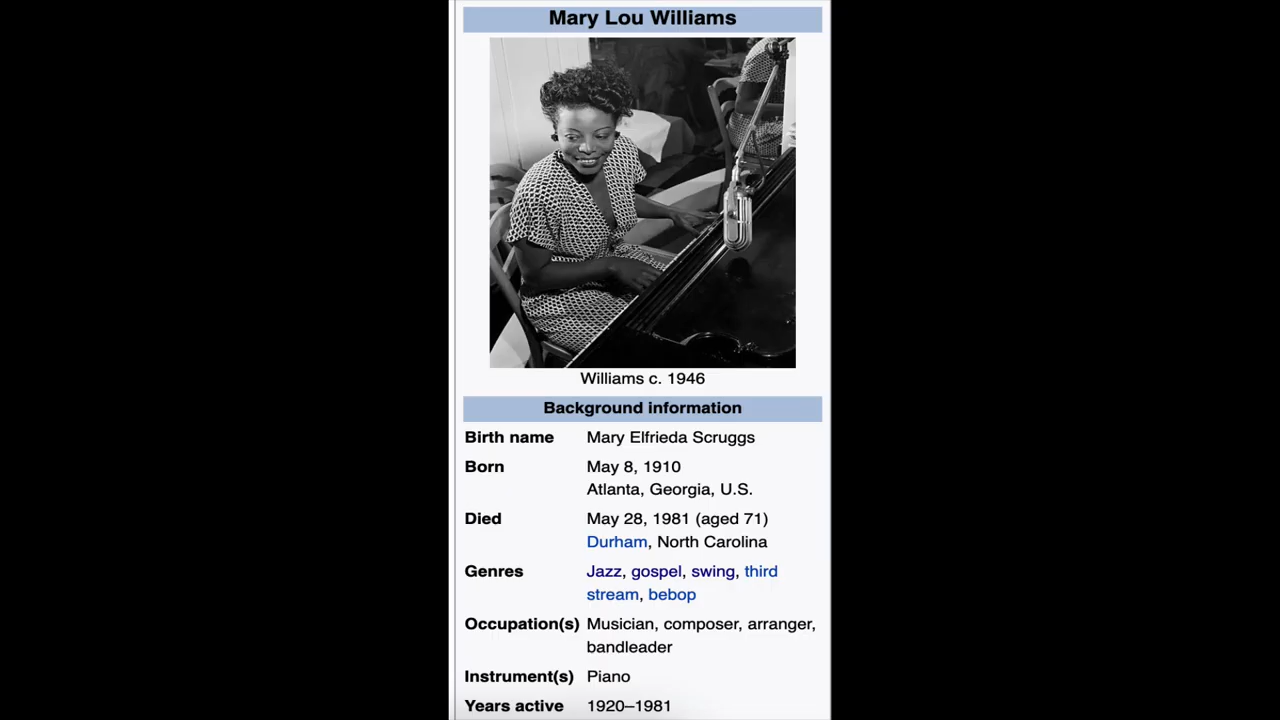 Mary Lou Williams
Williams c. 1946
Background information
Birth name Mary Elfrieda Scruggs
Born May 8, 1910
Atlanta, Georgia, U.S.
Died May 28, 1981 (aged 71)
Durham, North Carolina
Genres Jazz, gospel, swing, third
stream, bebop
Occupation(s) Musician, composer, arranger,
bandleader
Instrument(s) Piano
Years active 1920–1981